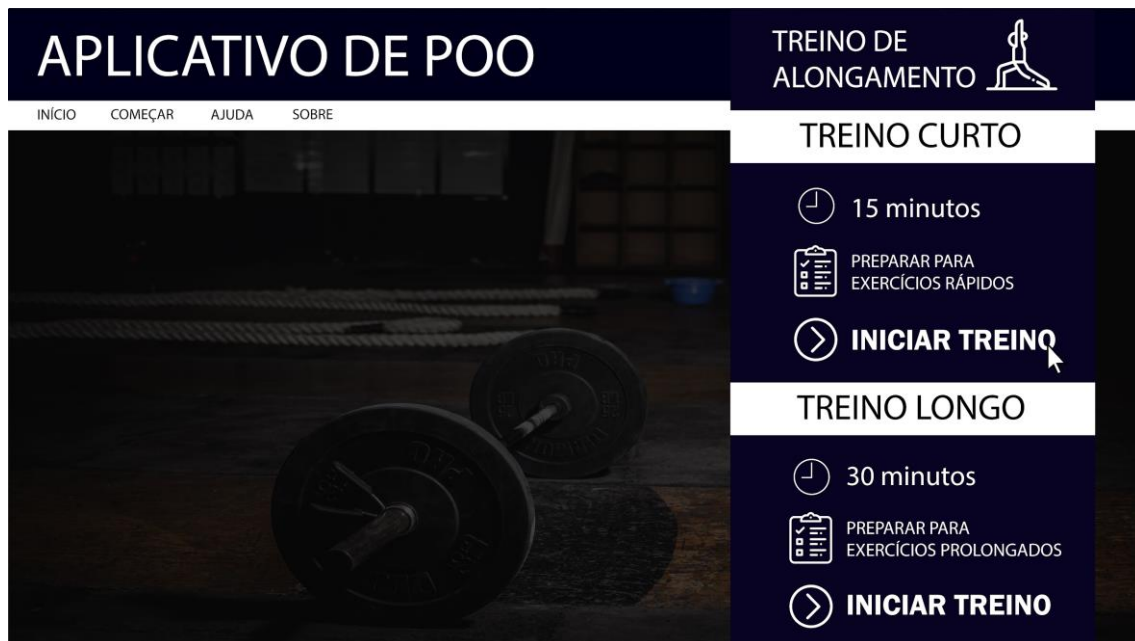 APLICATIVO DE POO
INÍCIO COMEÇAR AJUDA SOBRE
TREINO DE
ALONGAMENTO
TREINO CURTO
15 minutos
PREPARAR PARA
EXERCÍCIOS RÁPIDOS
INICIAR TREINO
TREINO LONGO
30 minutos
PREPARAR PARA
EXERCÍCIOS PROLONGADOS
INICIAR TREINO